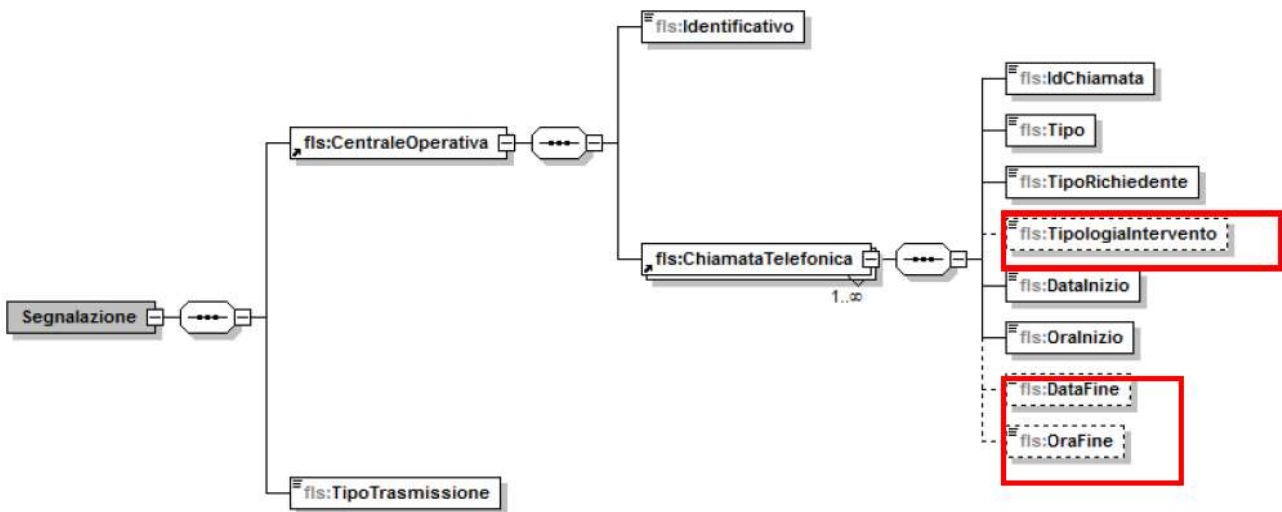 fls:Identificativo
fls:IdChiamata
fls:Tipo
fls:CentraleOperativa
fls:TipoRichiedente
fls:TipologiaIntervento
fls:ChiamataTelefonica
1..∞
fls:DataInizio
Segnalazione
fls:OraInizio
fls:DataFine
fls:OraFine
fls:TipoTrasmissione